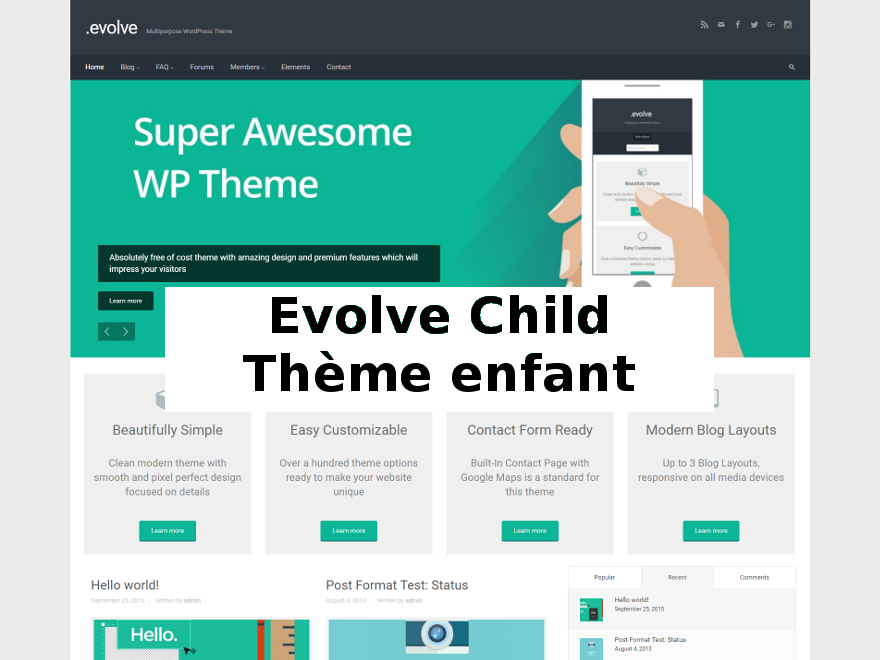 .evolve Multipurpose WordPress Theme
Home Blog FAQ Forums Members Elements Contact
Super Awesome
WP Theme
.evolve
Absolutely free of cost theme with amazing design and premium features which will
impress your visitors
Learn more
Beautifully Simple
Easy Customizable
Evolve Child
Thème enfant
Beautifully Simple
Clean modern theme with
smooth and pixel perfect design
focused on details
Learn more
Easy Customizable
Over a hundred theme options
ready to make your website
unique
Learn more
Contact Form Ready
Built-In Contact Page with
Google Maps is a standard for
this theme
Learn more
Modern Blog Layouts
Up to 3 Blog Layouts,
responsive on all media devices
Learn more
Hello world!
September 25, 2015 Written by admin
Hello.
Post Format Test: Status
August 4, 2013 Written by admin
Popular Recent Comments
Hello world!
September 25, 2015
Post Format Test: Status
August 4, 2013